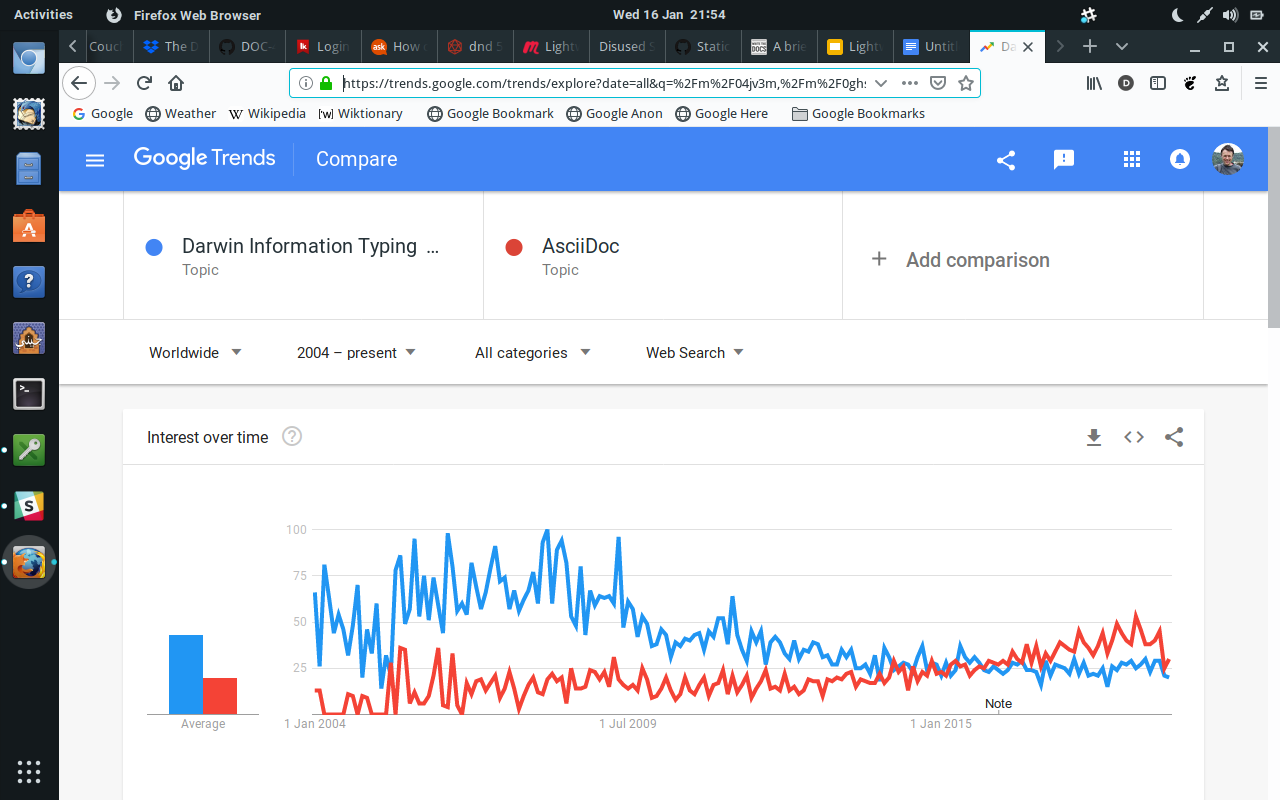 Activities Firefox Web Browser Wed 16 Jan 21:54
The D DOC- Login How dnd 5 Light Disused S Static A brie Light Untitl Da
https://trends.google.com/trends/explore?date=all&q=%2Fm%2F04jv3m,%2Fm%2F0gh
Google Weather Wikipedia Wiktionary Google Bookmark Google Anon Google Here Google Bookmarks
Google Trends Compare
Darwin Information Typing …
Topic
AsciiDoc
Topic
+ Add comparison
Worldwide 2004 – present All categories Web Search
Interest over time
100
75
50
25
Note
Average 1 Jan 2004 1 Jul 2009 1 Jan 2015